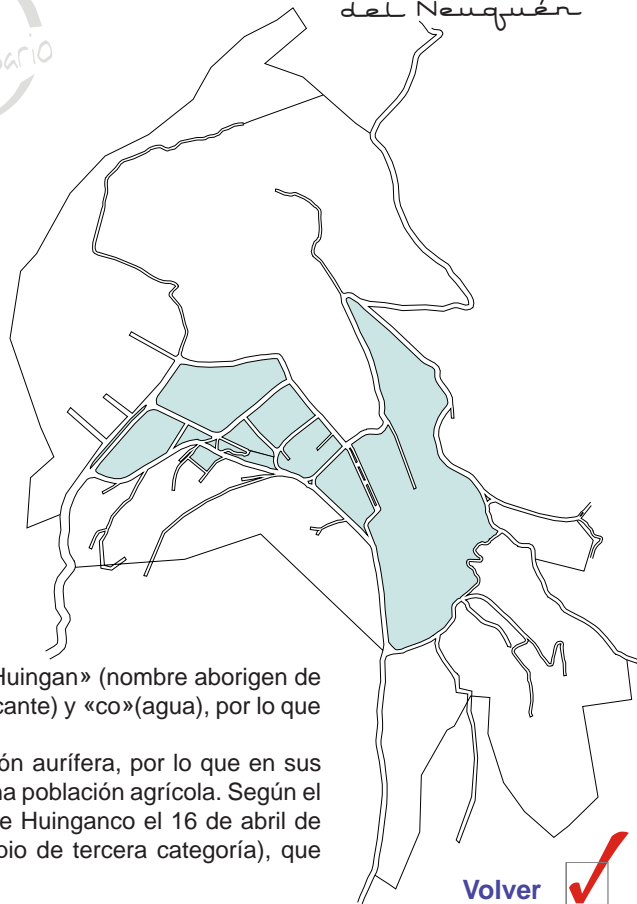 del Neuquén
ario
Huingan» (nombre aborigen de
cante) y «co»(agua), por lo que
ón aurífera, por lo que en sus
na población agrícola. Según el
e Huinganco el 16 de abril de
pio de tercera categoría), que
Volver